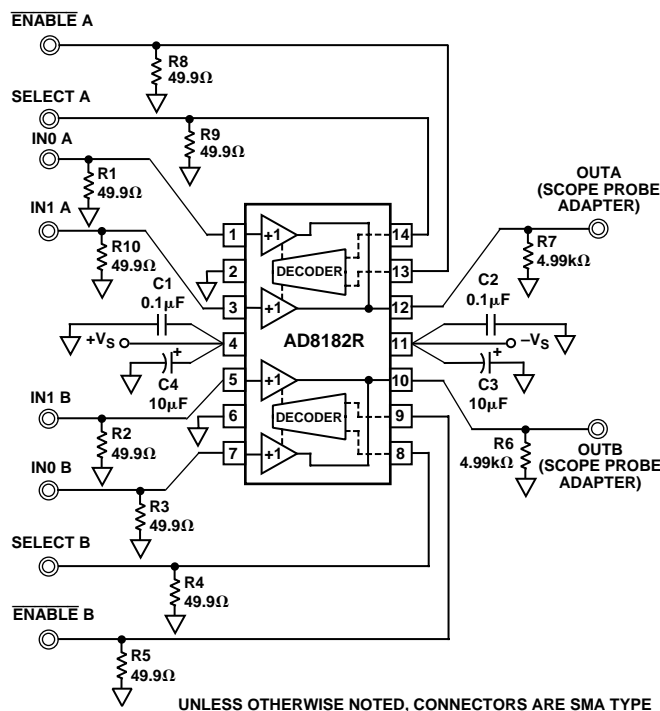 ENABLE A
R8
49.9Ω
SELECT A
R9
49.9Ω
IN0 A
R1
49.9Ω
IN1 A
R10
49.9Ω
OUTA
(SCOPE PROBE
ADAPTER)
R7
4.99kΩ
1
+1
14
2
DECODER
13
3
+1
12
C1
0.1µF
C2
0.1µF
AD8182R
+VS
4
11
–VS
+
C4
10µF
+
C3
10µF
5
+1
10
IN1 B
R2
49.9Ω
6
DECODER
9
7
+1
8
R6
4.99kΩ
OUTB
(SCOPE PROBE
ADAPTER)
IN0 B
R3
49.9Ω
SELECT B
R4
49.9Ω
ENABLE B
R5
49.9Ω
UNLESS OTHERWISE NOTED, CONNECTORS ARE SMA TYPE